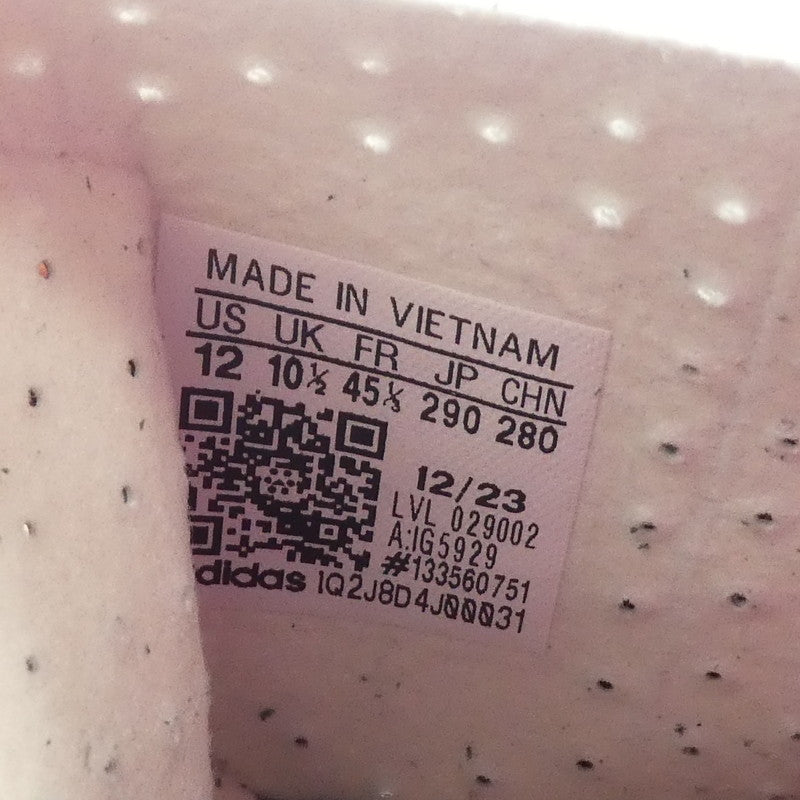 MADE IN VIETNAM
US UK FR JP CHN
12 10½ 45⅓ 290 280
12/23
LVL 029002
A:IG5929
#133560751
adidas 1Q2J8D4J00031